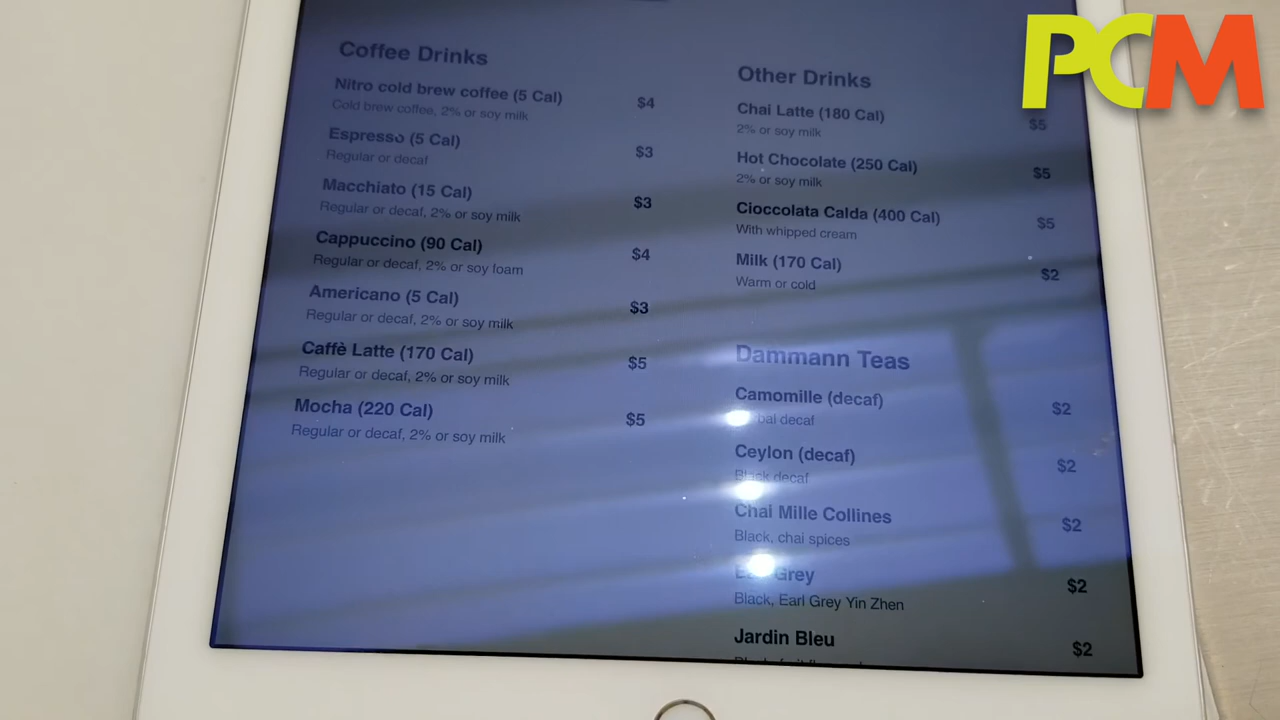 PCM
Coffee Drinks
Nitro cold brew coffee (5 Cal) $4
Cold brew coffee, 2% or soy milk
Espresso (5 Cal) $3
Regular or decaf
Macchiato (15 Cal) $3
Regular or decaf, 2% or soy milk
Cappuccino (90 Cal) $4
Regular or decaf, 2% or soy foam
Americano (5 Cal) $3
Regular or decaf, 2% or soy milk
Caffè Latte (170 Cal) $5
Regular or decaf, 2% or soy milk
Mocha (220 Cal) $5
Regular or decaf, 2% or soy milk
Other Drinks
Chai Latte (180 Cal) $5
2% or soy milk
Hot Chocolate (250 Cal) $5
2% or soy milk
Cioccolata Calda (400 Cal) $5
With whipped cream
Milk (170 Cal) $2
Warm or cold
Dammann Teas
Camomille (decaf) $2
decaf
Ceylon (decaf) $2
Black decaf
Chai Mille Collines $2
Black, chai spices
Grey $2
Black, Earl Grey Yin Zhen
Jardin Bleu $2